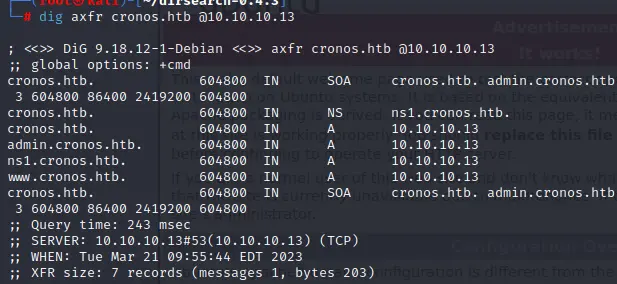 (root㉿kali)-[~/dirsearch-0.4.3]
# dig axfr cronos.htb @10.10.10.13
; <<>> DiG 9.18.12-1-Debian <<>> axfr cronos.htb @10.10.10.13
;; global options: +cmd
cronos.htb. 604800 IN SOA cronos.htb. admin.cronos.htb
3 604800 86400 2419200 604800
cronos.htb. 604800 IN NS ns1.cronos.htb.
cronos.htb. 604800 IN A 10.10.10.13
admin.cronos.htb. 604800 IN A 10.10.10.13
ns1.cronos.htb. 604800 IN A 10.10.10.13
www.cronos.htb. 604800 IN A 10.10.10.13
cronos.htb. 604800 IN SOA cronos.htb. admin.cronos.htb
3 604800 86400 2419200 604800
;; Query time: 243 msec
;; SERVER: 10.10.10.13#53(10.10.10.13) (TCP)
;; WHEN: Tue Mar 21 09:55:44 EDT 2023
;; XFR size: 7 records (messages 1, bytes 203)
Advertisement
It works!
replace this file